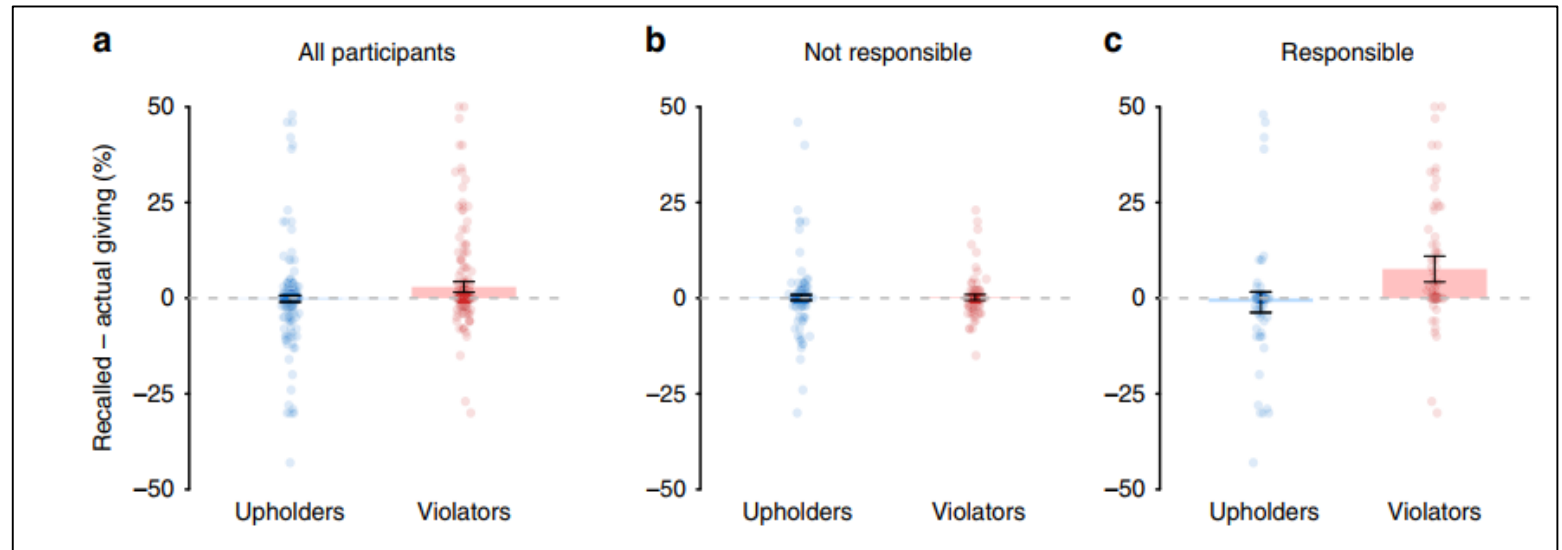 a All participants
b Not responsible
c Responsible
Recalled – actual giving (%)
50
25
0
–25
–50
Upholders Violators
50
25
0
–25
–50
Upholders Violators
50
25
0
–25
–50
Upholders Violators